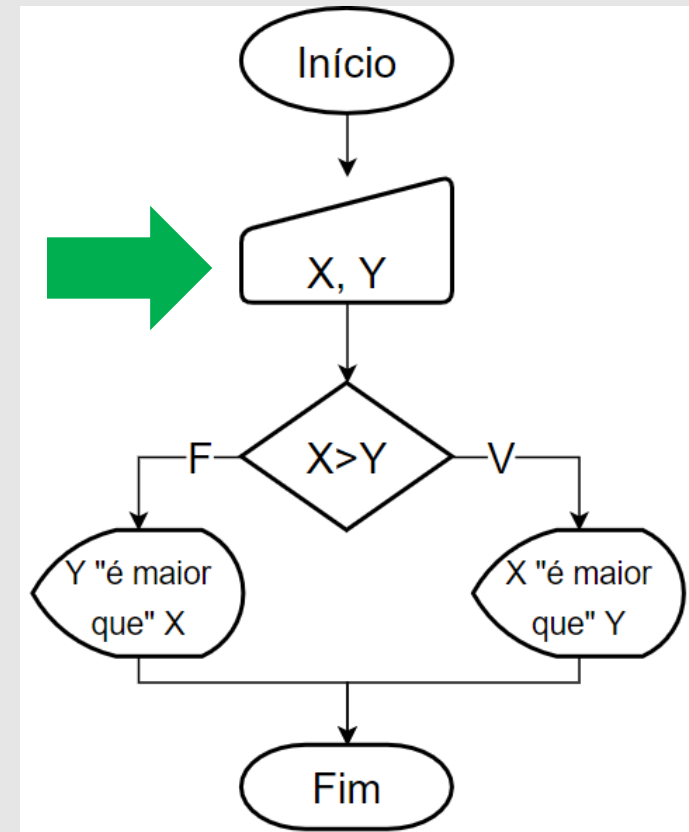 Início
X, Y
X>Y
F
V
Y "é maior
que" X
X "é maior
que" Y
Fim